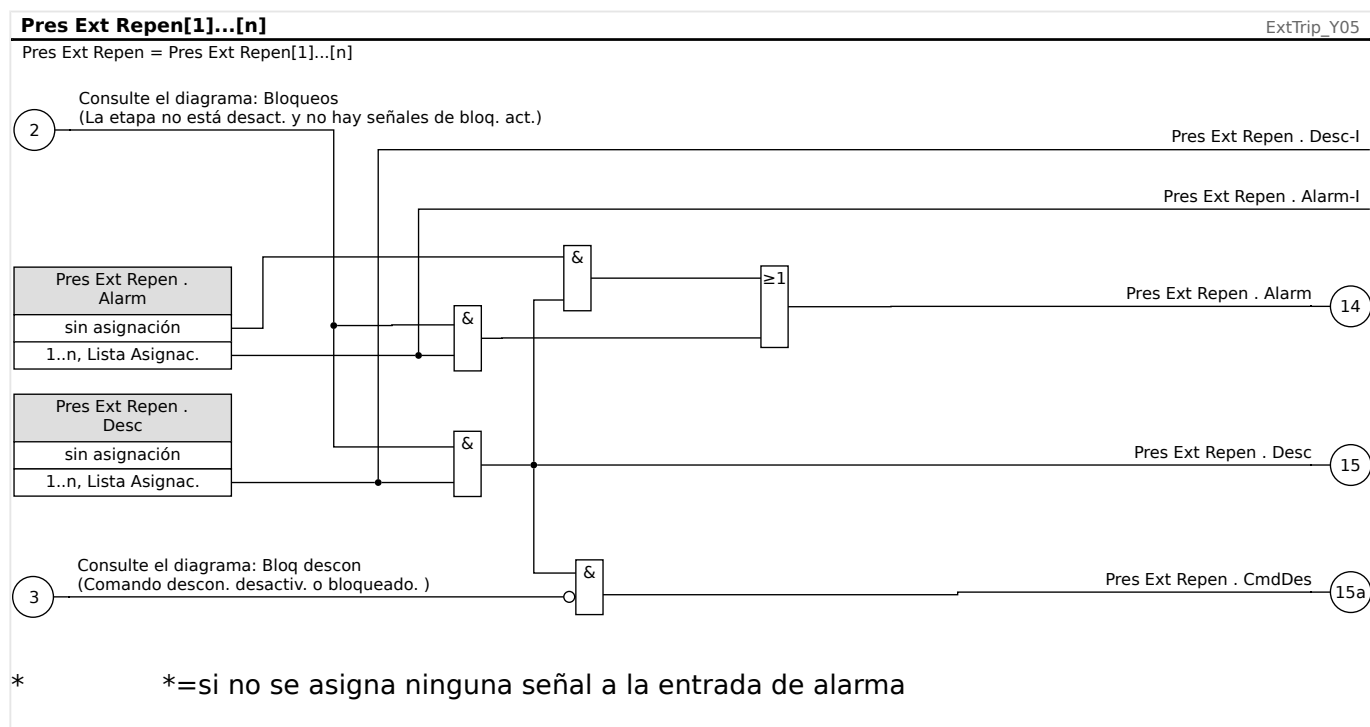 Pres Ext Repen[1]...[n]
ExtTrip_Y05
Pres Ext Repen = Pres Ext Repen[1]...[n]
Consulte el diagrama: Bloqueos
2
(La etapa no está desact. y no hay señales de bloq. act.)
Pres Ext Repen . Desc-I
Pres Ext Repen . Alarm-I
&
Pres Ext Repen .
Alarm
≥1
Pres Ext Repen . Alarm
14
sin asignación
&
1..n, Lista Asignac.
Pres Ext Repen .
Desc
&
sin asignación
Pres Ext Repen . Desc
15
1..n, Lista Asignac.
Consulte el diagrama: Bloq descon
(Comando descon. desactiv. o bloqueado. )
3
&
Pres Ext Repen . CmdDes
15a
* *=si no se asigna ninguna señal a la entrada de alarma